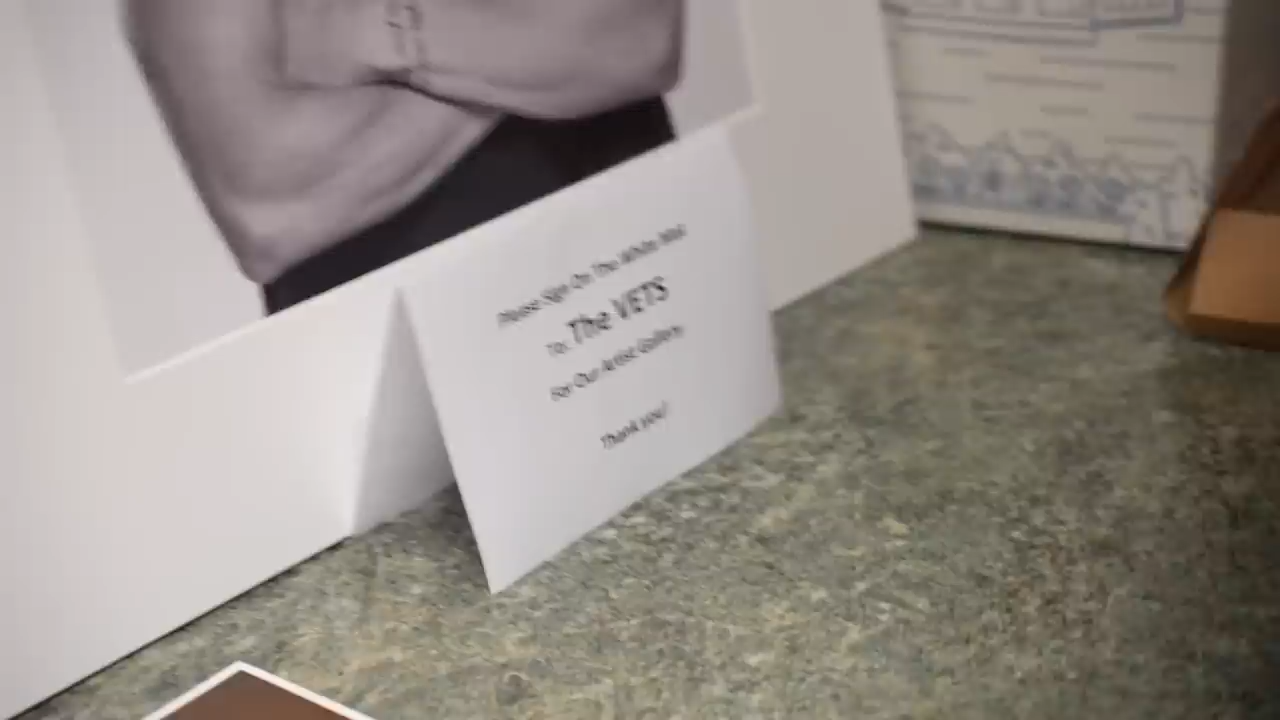 Please Sign On The White Mat
To: The VETS
For Our Artist Gallery
Thank you!